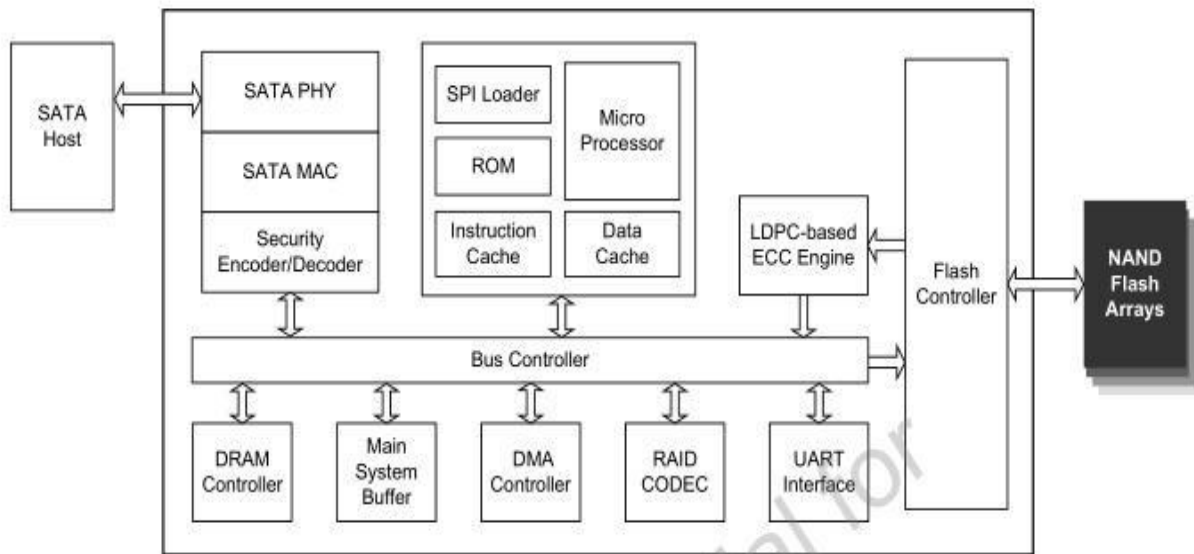 SATA
Host
SATA PHY
SATA MAC
Security
Encoder/Decoder
SPI Loader
ROM
Instruction
Cache
Micro
Processor
Data
Cache
LDPC-based
ECC Engine
Flash
Controller
NAND
Flash
Arrays
Bus Controller
DRAM
Controller
Main
System
Buffer
DMA
Controller
RAID
CODEC
UART
Interface
for